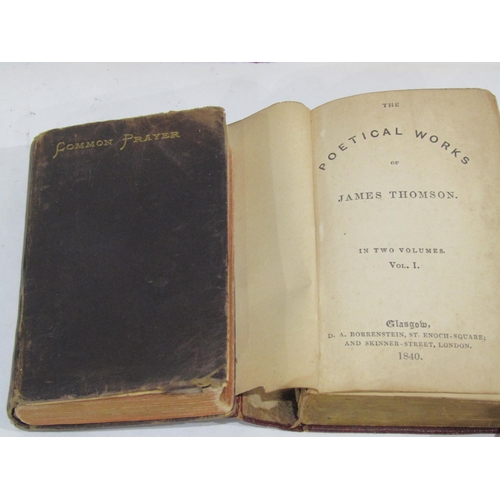 COMMON PRAYER
THE
POETICAL WORKS
OF
JAMES THOMSON.
IN TWO VOLUMES.
VOL. I.
Glasgow,
D. A. BORRENSTEIN, ST. ENOCH-SQUARE;
AND SKINNER-STREET, LONDON.
1840.